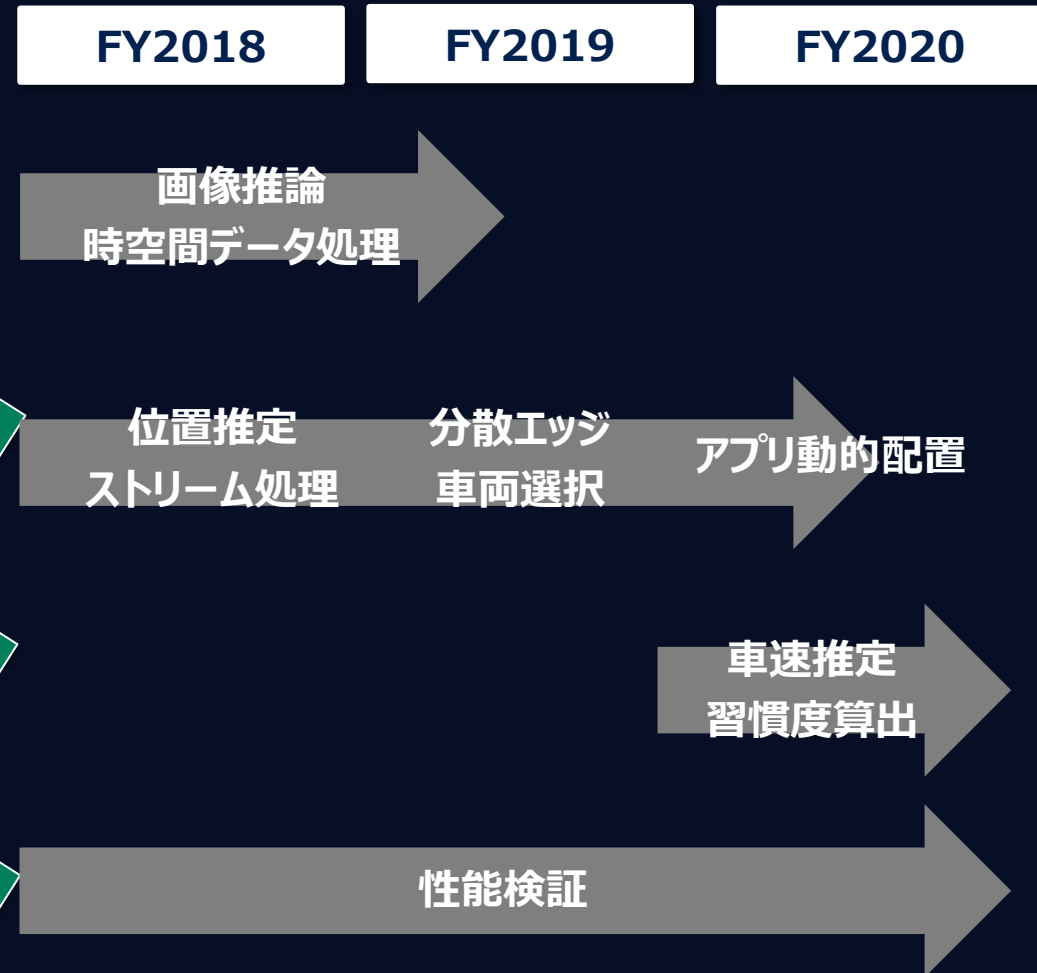 FY2018
FY2019
FY2020
画像推論
時空間データ処理
位置推定
ストリーム処理
分散エッジ
車両選択
アプリ動的配置
車速推定
習慣度算出
性能検証